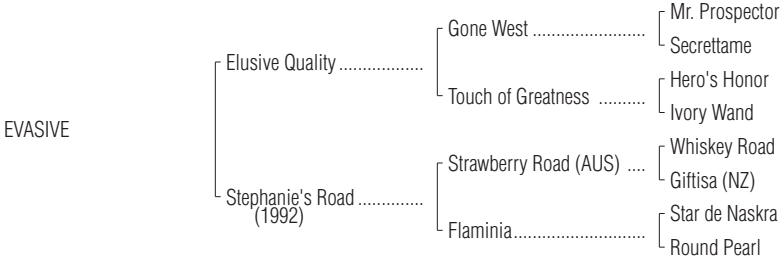 Mr. Prospector
Gone West ........................
Secrettame
Elusive Quality ..................
Hero's Honor
Touch of Greatness ..........
Ivory Wand
EVASIVE
Whiskey Road
Strawberry Road (AUS) ....
Giftisa (NZ)
Stephanie's Road ..............
(1992)
Star de Naskra
Flaminia............................
Round Pearl